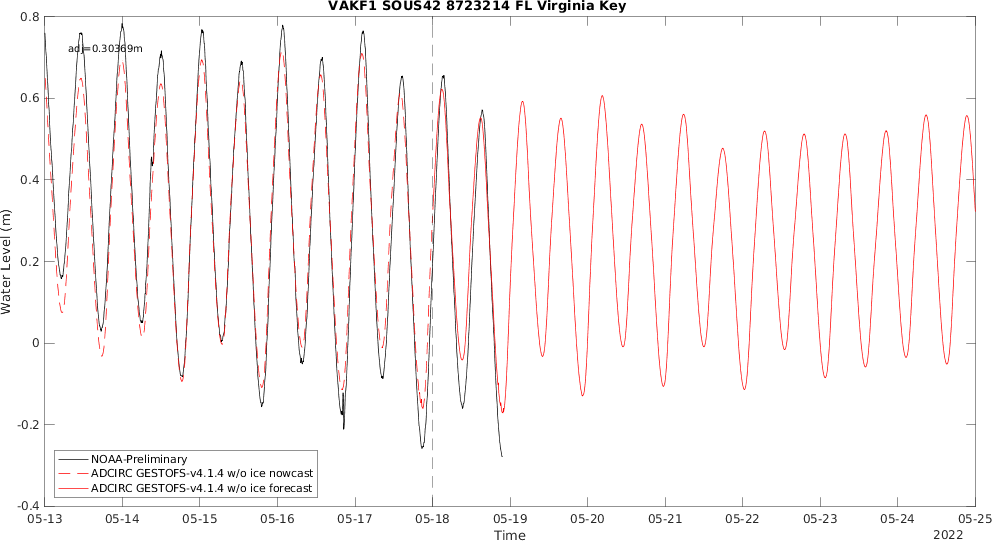 VAKF1 SOUS42 8723214 FL Virginia Key
adj=0.30369m
Water Level (m)
0.8
0.6
0.4
0.2
0
-0.2
-0.4
NOAA-Preliminary
ADCIRC GESTOFS-v4.1.4 w/o ice nowcast
ADCIRC GESTOFS-v4.1.4 w/o ice forecast
05-13 05-14 05-15 05-16 05-17 05-18 05-19 05-20 05-21 05-22 05-23 05-24 05-25
Time
2022